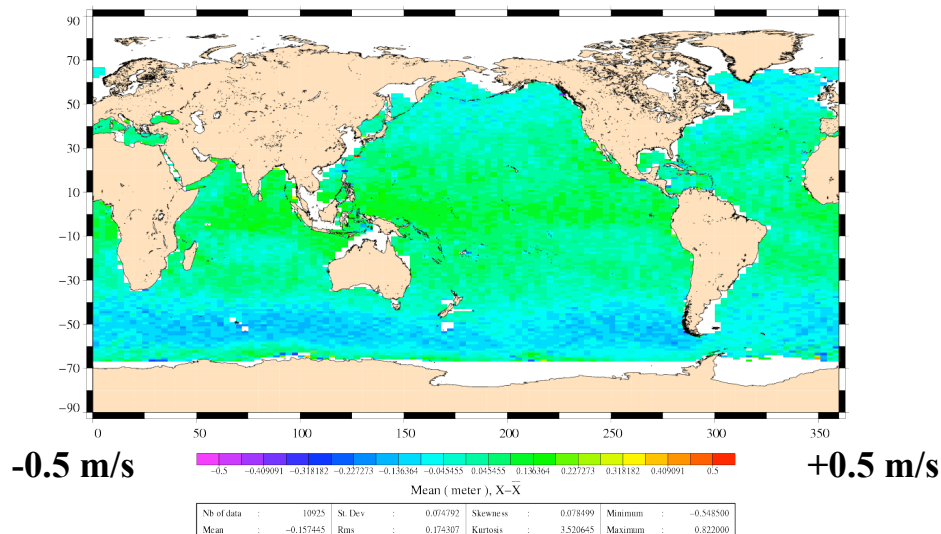 90
70
50
30
10
−10
−30
−50
−70
−90
0 50 100 150 200 250 300 350
-0.5 m/s +0.5 m/s
−0.5 −0.409091 −0.318182 −0.227273 −0.136364 −0.045455 0.045455 0.136364 0.227273 0.318182 0.409091 0.5
Mean ( meter ), X−X̅
Nb of data : 10925 St. Dev : 0.074792 Skewness : 0.078499 Minimum : −0.548500
Mean : −0.157445 Rms : 0.174307 Kurtosis : 3.520645 Maximum : 0.822000